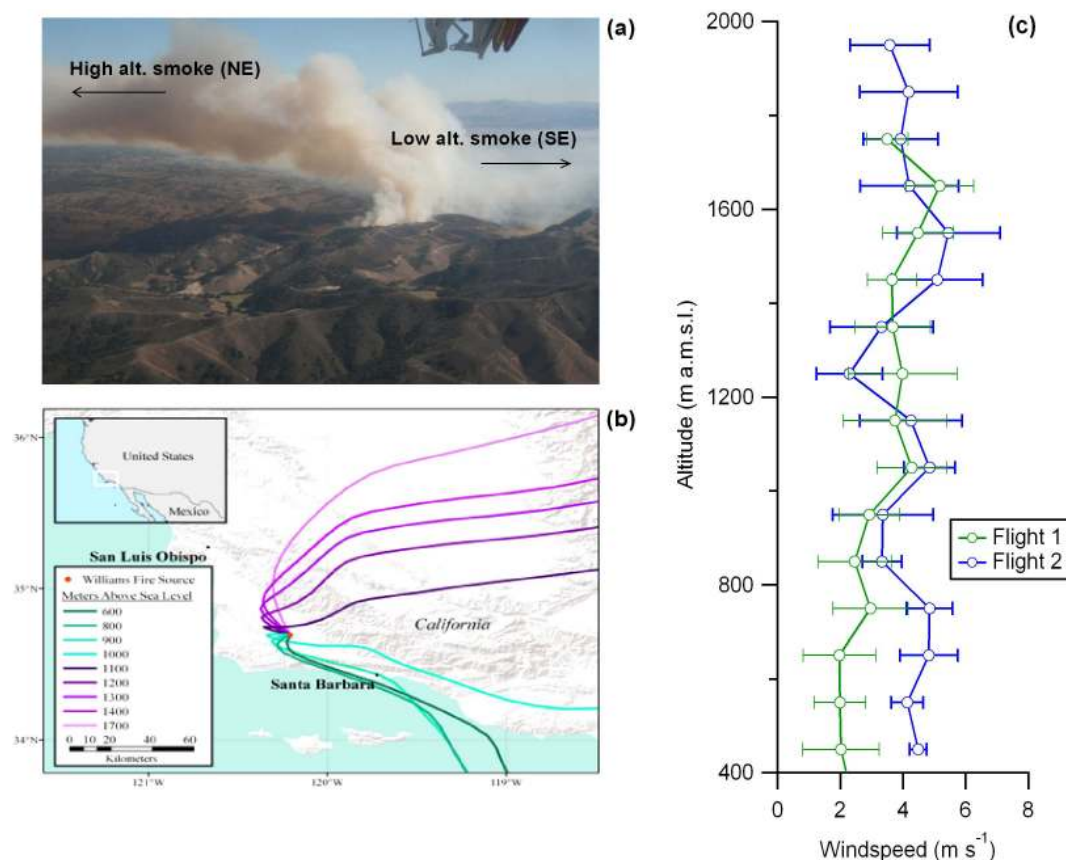 (a)
High alt. smoke (NE)
Low alt. smoke (SE)
(b)
36°N
35°N
34°N
121°W
120°W
119°W
United States
Mexico
San Luis Obispo
Williams Fire Source
Meters Above Sea Level
600
800
900
1000
1100
1200
1300
1400
1700
0 10 20 40 60
Kilometers
California
Santa Barbara
(c)
2000
1600
1200
800
400
Altitude (m a.m.s.l.)
Flight 1
Flight 2
0 2 4 6 8
Windspeed (m s⁻¹)